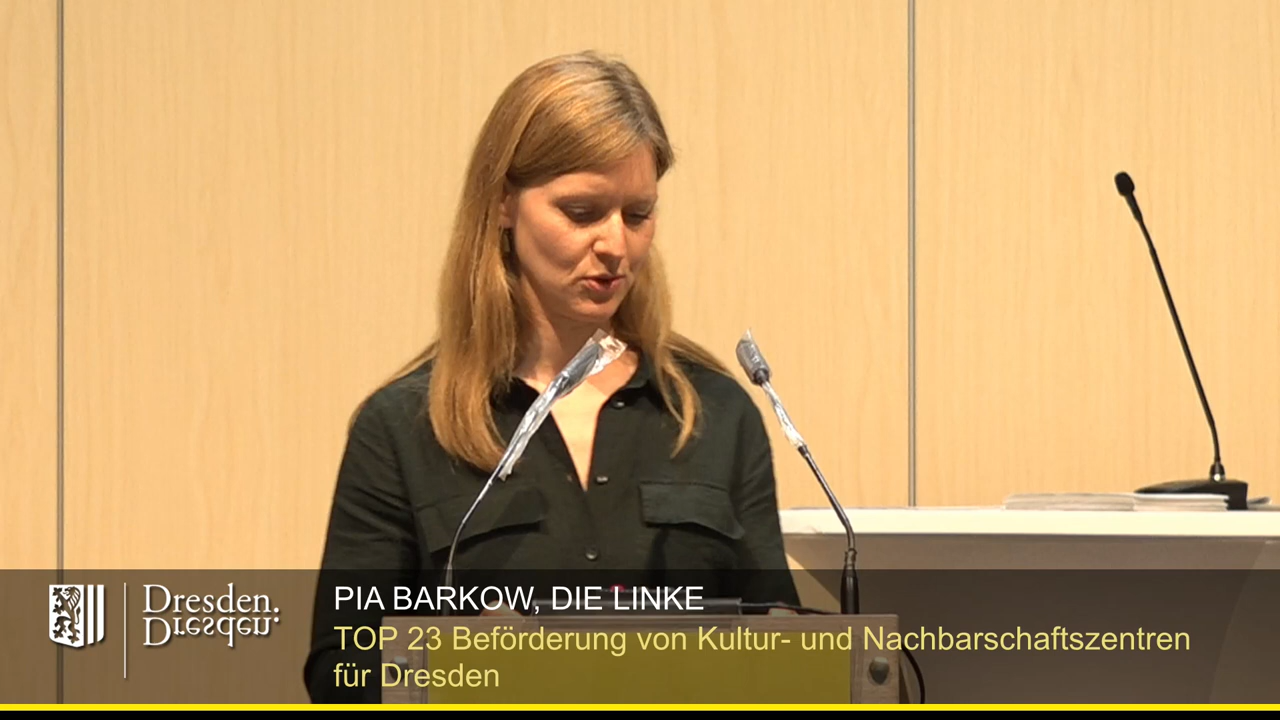 Dresden.
Dresden.
PIA BARKOW, DIE LINKE
TOP 23 Beförderung von Kultur- und Nachbarschaftszentren
für Dresden